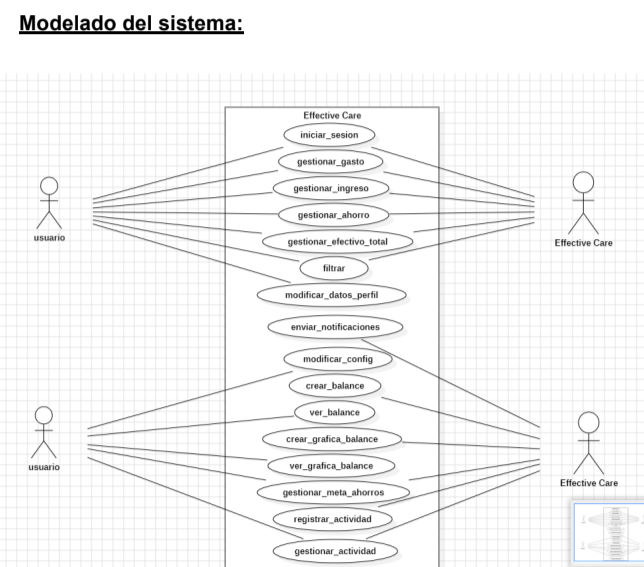 Modelado del sistema:
Effective Care
iniciar_sesion
gestionar_gasto
gestionar_ingreso
gestionar_ahorro
usuario
gestionar_efectivo_total
Effective Care
filtrar
modificar_datos_perfil
enviar_notificaciones
modificar_config
crear_balance
ver_balance
crear_grafica_balance
ver_grafica_balance
usuario
gestionar_meta_ahorros
Effective Care
registrar_actividad
gestionar_actividad